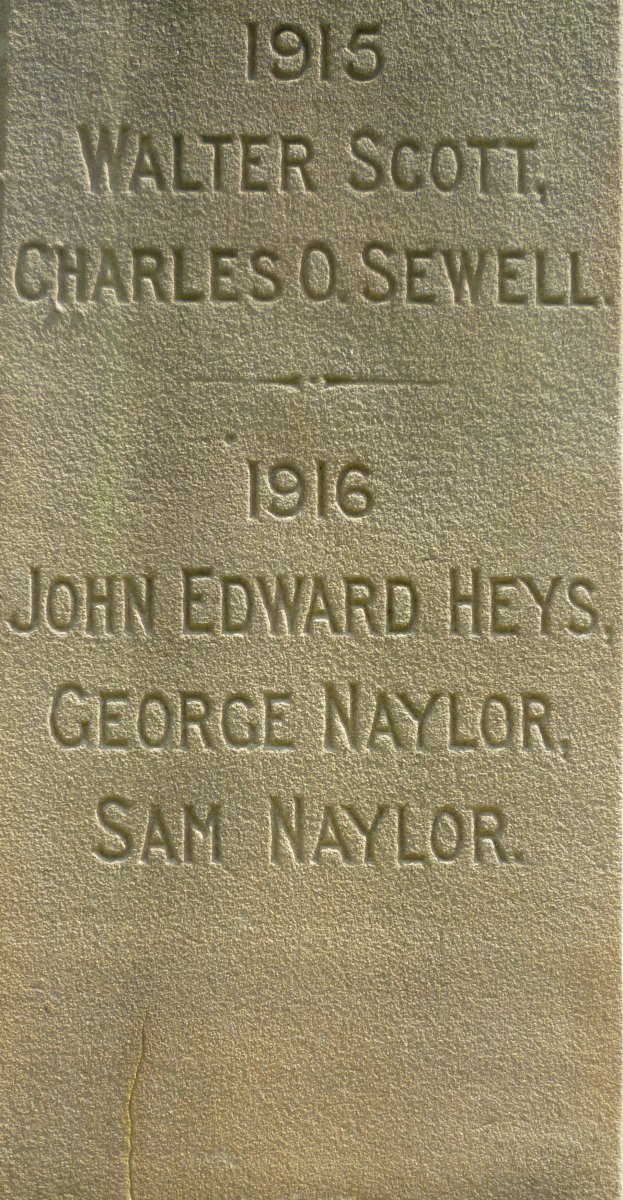 1915
WALTER SCOTT,
CHARLES O. SEWELL.
1916
JOHN EDWARD HEYS,
GEORGE NAYLOR,
SAM NAYLOR.